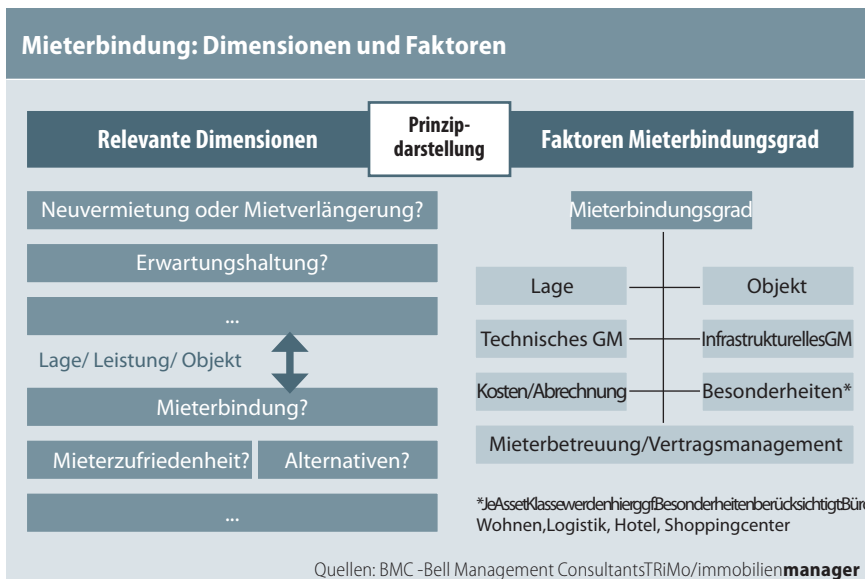 Mieterbindung: Dimensionen und Faktoren
Relevante Dimensionen
Prinzip-
darstellung
Faktoren Mieterbindungsgrad
Neuvermietung oder Mietverlängerung?
Erwartungshaltung?
...
Lage/ Leistung/ Objekt
Mieterbindung?
Mieterzufriedenheit? Alternativen?
...
Mieterbindungsgrad
Lage Objekt
Technisches GM InfrastrukturellesGM
Kosten/Abrechnung Besonderheiten*
Mieterbetreuung/Vertragsmanagement
*JeAssetKlassewerdenhierggfBesonderheitenberücksichtigt:Büro
Wohnen,Logistik, Hotel, Shoppingcenter
Quellen: BMC -Bell Management ConsultantsTRiMo/immobilienmanager